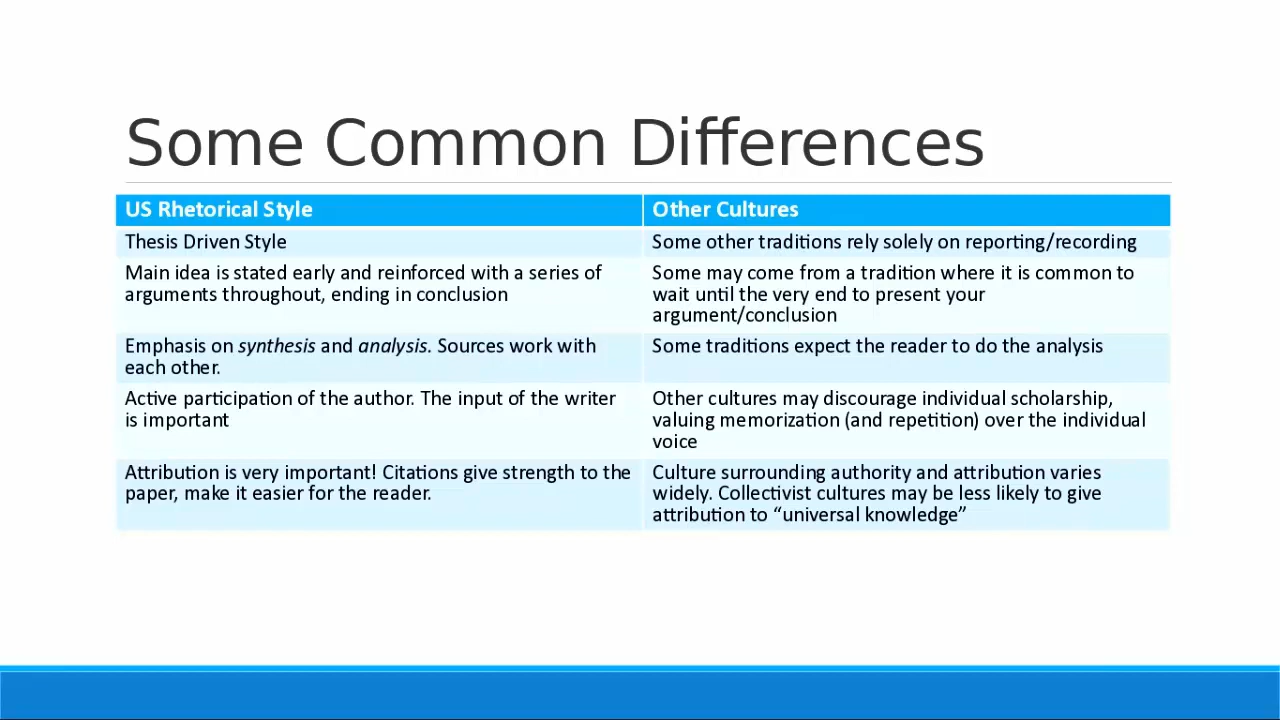 Some Common Differences
US Rhetorical Style
Other Cultures
Thesis Driven Style
Some other traditions rely solely on reporting/recording
Main idea is stated early and reinforced with a series of
arguments throughout, ending in conclusion
Some may come from a tradition where it is common to
wait until the very end to present your
argument/conclusion
Emphasis on synthesis and analysis. Sources work with
each other.
Some traditions expect the reader to do the analysis
Active participation of the author. The input of the writer
is important
Other cultures may discourage individual scholarship,
valuing memorization (and repetition) over the individual
voice
Attribution is very important! Citations give strength to the
paper, make it easier for the reader.
Culture surrounding authority and attribution varies
widely. Collectivist cultures may be less likely to give
attribution to “universal knowledge”